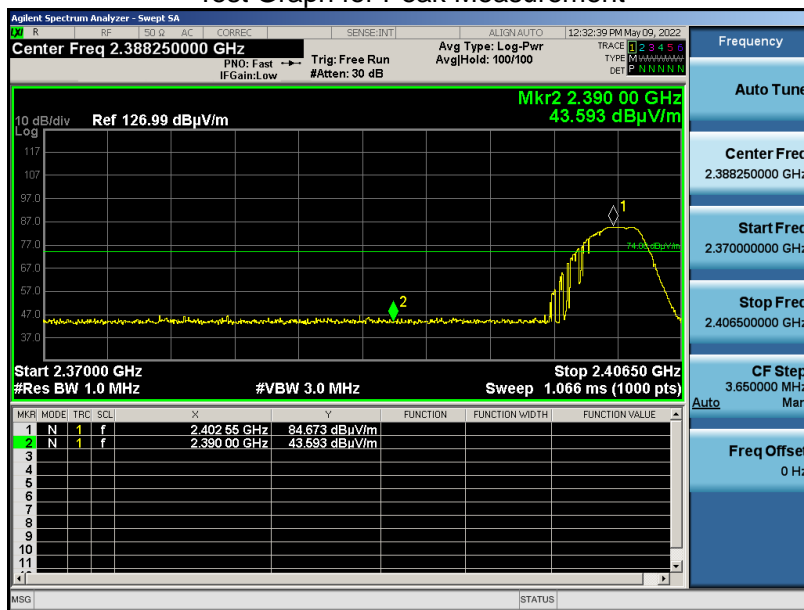 Test Graph for Peak Measurement
Agilent Spectrum Analyzer - Swept SA
LXI R RF 50 Ω AC CORREC SENSE:INT ALIGN AUTO 12:32:39 PM May 09, 2022
Center Freq 2.388250000 GHz
PNO: Fast
IFGain:Low
Trig: Free Run
#Atten: 30 dB
Avg Type: Log-Pwr
Avg|Hold: 100/100
TRACE 1 2 3 4 5 6
TYPE M WWWWW
DET P N N N N N
Mkr2 2.390 00 GHz
43.593 dBµV/m
10 dB/div Ref 126.99 dBµV/m
Log
117
107
97.0
87.0
77.0
67.0
57.0
47.0
37.0
1
74.00 dBµV/m
2
Start 2.37000 GHz Stop 2.40650 GHz
#Res BW 1.0 MHz #VBW 3.0 MHz Sweep 1.066 ms (1000 pts)
MKR MODE TRC SCL X Y FUNCTION FUNCTION WIDTH FUNCTION VALUE
1 N 1 f 2.402 55 GHz 84.673 dBµV/m
2 N 1 f 2.390 00 GHz 43.593 dBµV/m
3
4
5
6
7
8
9
10
11
MSG STATUS
Frequency
Auto Tune
Center Freq
2.388250000 GHz
Start Freq
2.370000000 GHz
Stop Freq
2.406500000 GHz
CF Step
3.650000 MHz
Auto Man
Freq Offset
0 Hz